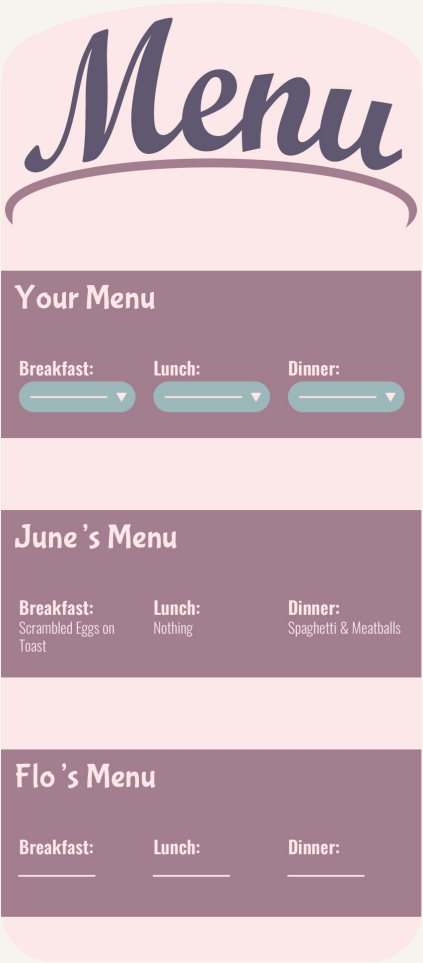 Menu
Your Menu
Breakfast: Lunch: Dinner:
June's Menu
Breakfast: Lunch: Dinner:
Scrambled Eggs on Nothing Spaghetti & Meatballs
Toast
Flo's Menu
Breakfast: Lunch: Dinner: